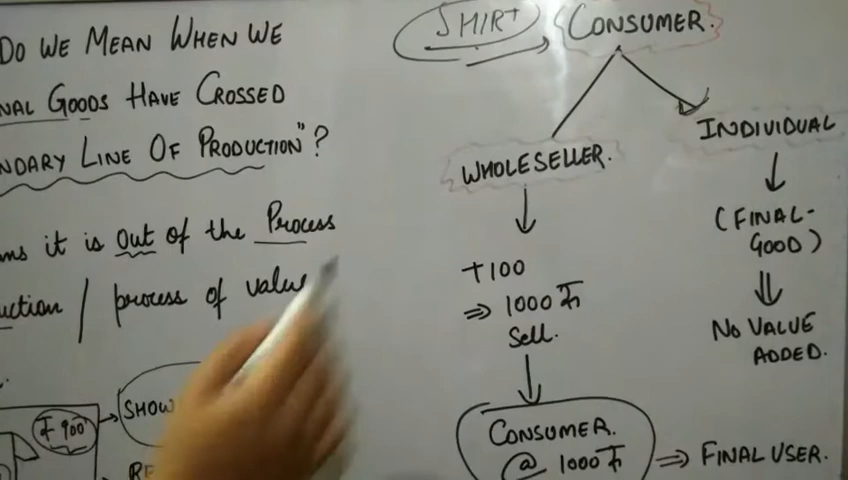 DO WE MEAN WHEN WE
NAL GOODS HAVE CROSSED
NDARY LINE OF PRODUCTION"?
ns it is out of the Process
uction / process of value
SHOW
₹ 900
RE
SHIRT
CONSUMER.
WHOLESELLER.
+100
⇒ 1000 ₹
Sell.
CONSUMER.
@ 1000 ₹
⇒ FINAL USER.
INDIVIDUAL
(FINAL-
GOOD)
NO VALUE
ADDED.